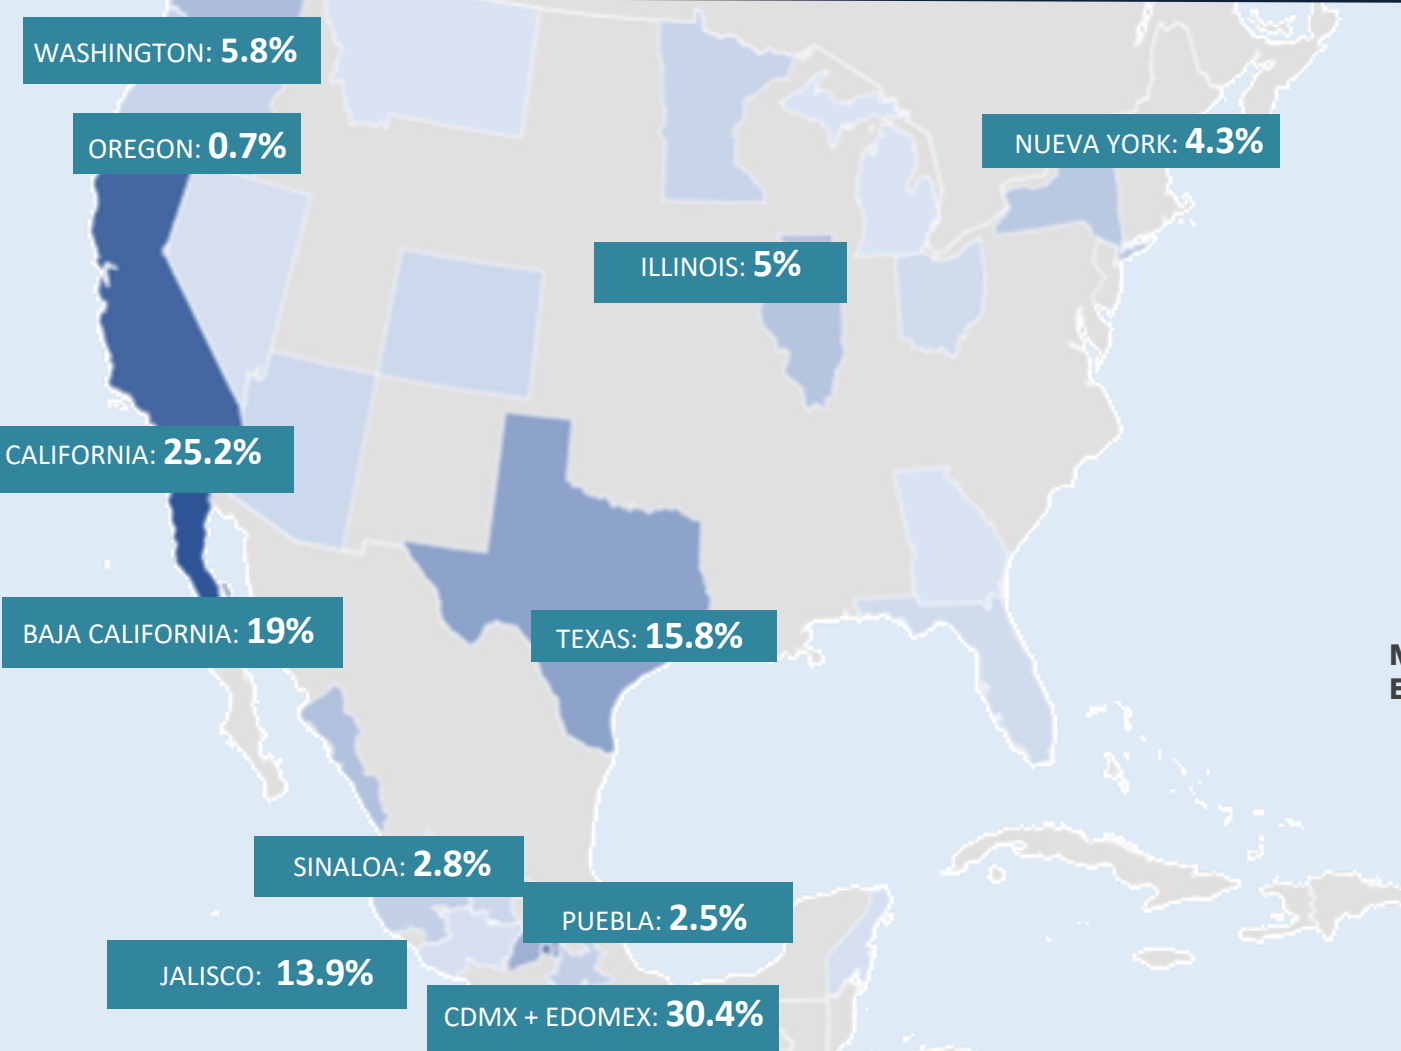 WASHINGTON: 5.8%
OREGON: 0.7%
NUEVA YORK: 4.3%
ILLINOIS: 5%
CALIFORNIA: 25.2%
BAJA CALIFORNIA: 19%
TEXAS: 15.8%
M
E
SINALOA: 2.8%
PUEBLA: 2.5%
JALISCO: 13.9%
CDMX + EDOMEX: 30.4%